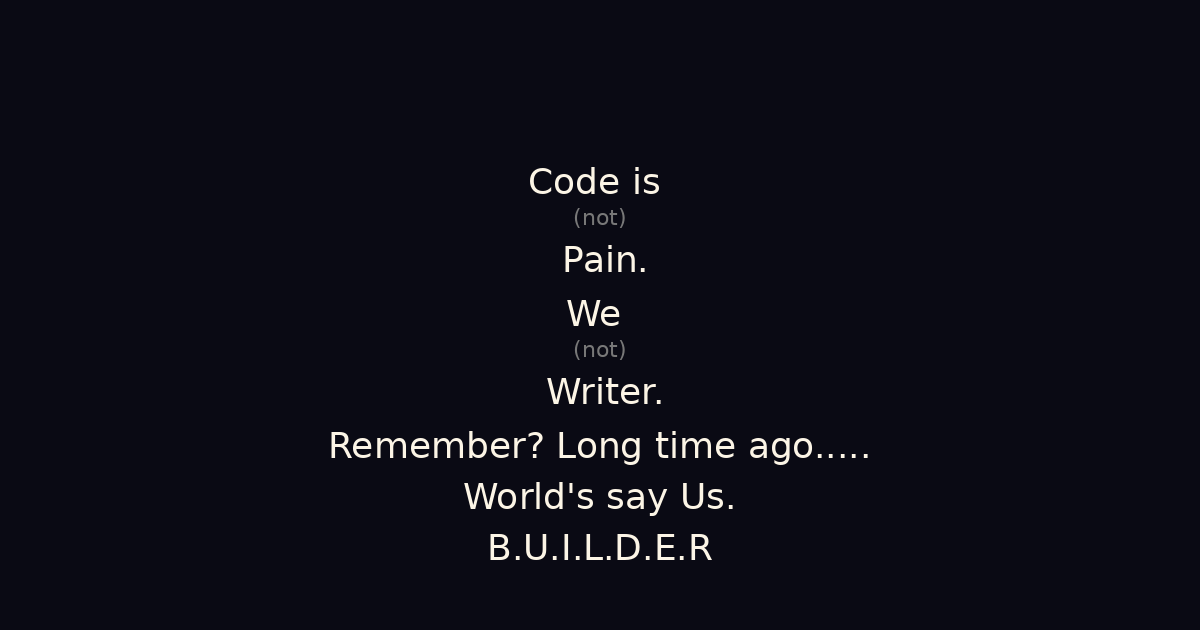 Code is
(not)
Pain.
We
(not)
Writer.
Remember? Long time ago.....
World's say Us.
B.U.I.L.D.E.R